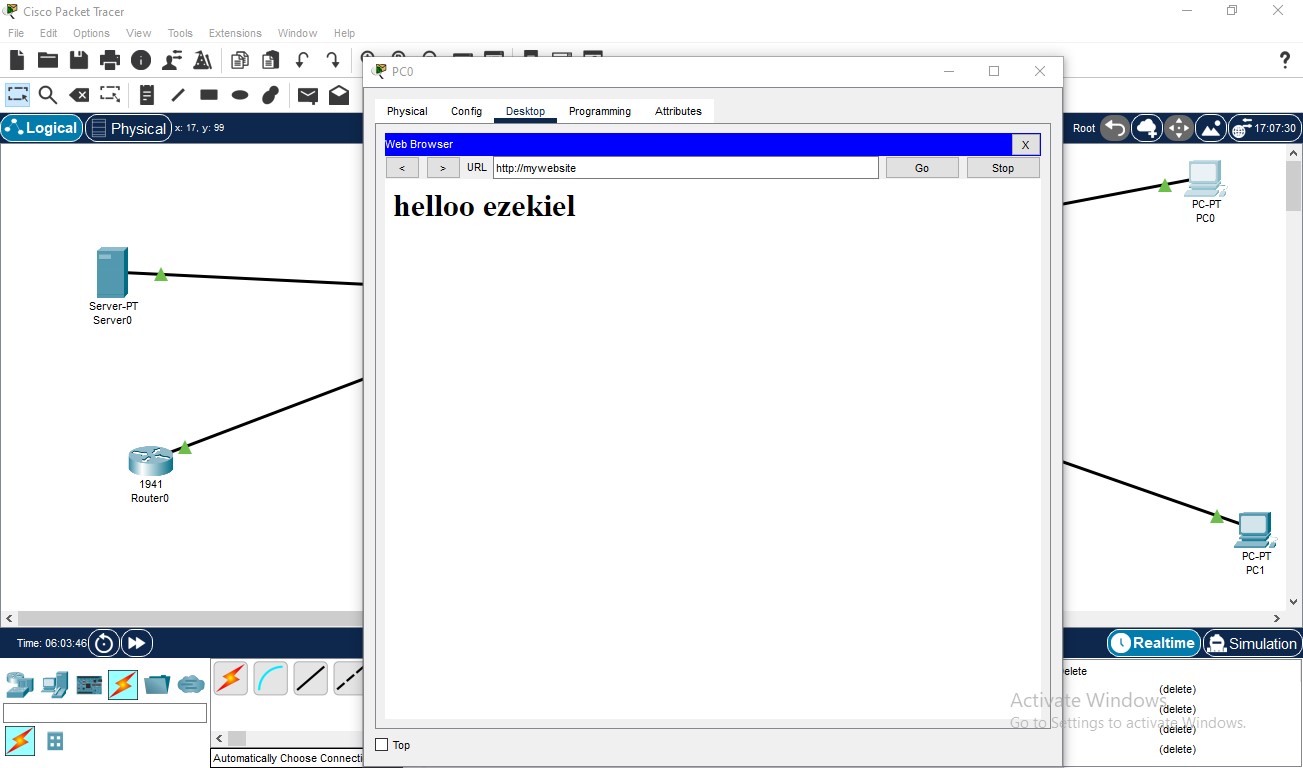 Cisco Packet Tracer
File Edit Options View Tools Extensions Window Help
PC0
Physical Config Desktop Programming Attributes
Logical Physical x: 17, y: 99
Root 17:07:30
Web Browser X
< > URL http://mywebsite Go Stop
helloo ezekiel
PC-PT
PC0
Server-PT
Server0
1941
Router0
PC-PT
PC1
Time: 06:03:46
Realtime Simulation
elete
(delete)
(delete)
(delete)
(delete)
Activate Windows
Go to Settings to activate Windows.
Top
Automatically Choose Connecti